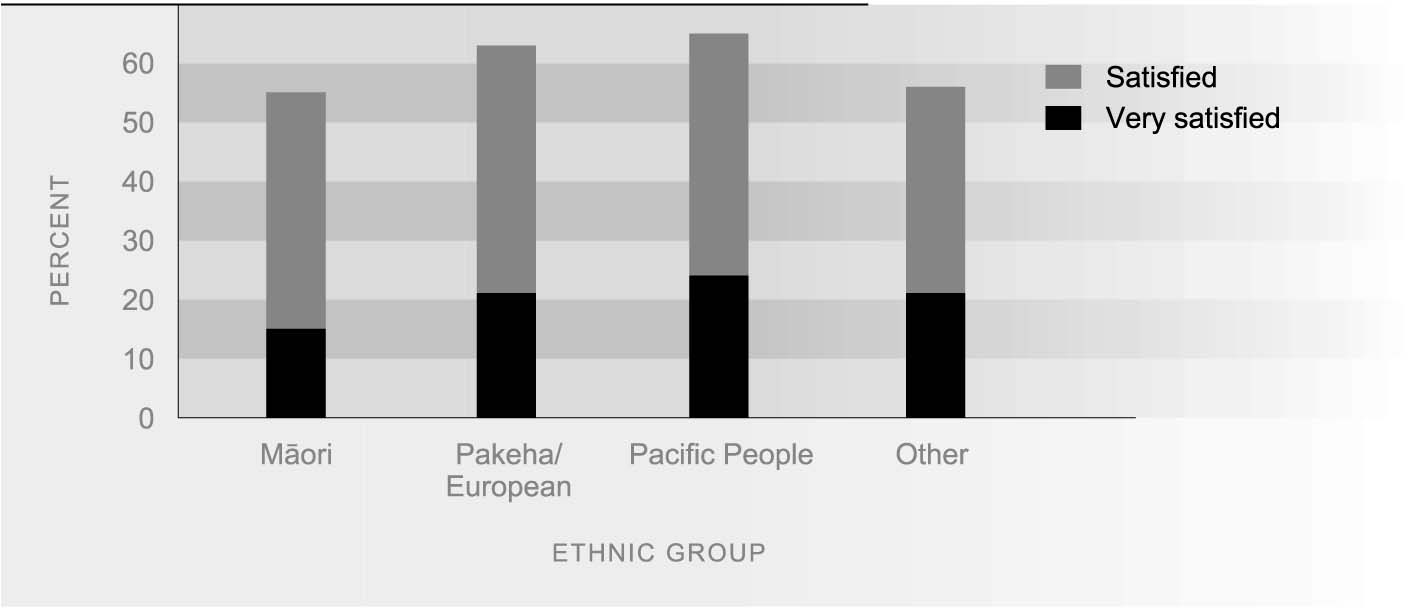 60
50
40
30
20
10
0
PERCENT
Satisfied
Very satisfied
Māori
Pakeha/
European
Pacific People
Other
ETHNIC GROUP